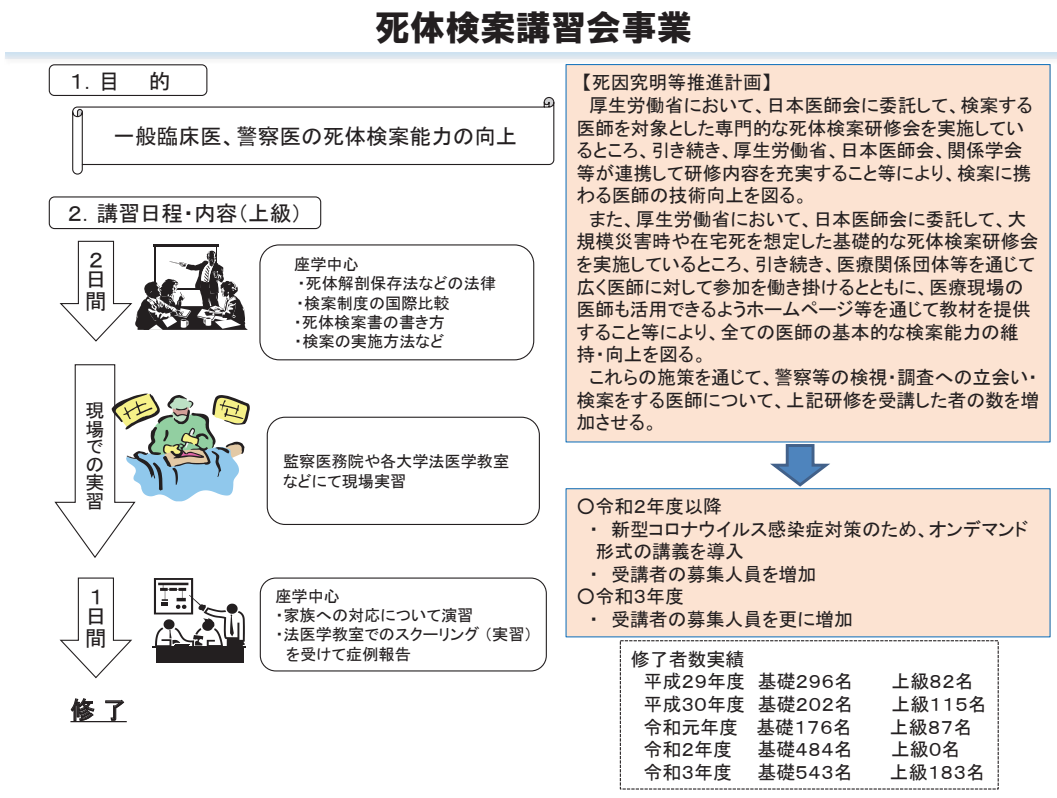 死体検案講習会事業
1. 目　的
一般臨床医、警察医の死体検案能力の向上
2. 講習日程・内容(上級)
2日間
座学中心
・死体解剖保存法などの法律
・検案制度の国際比較
・死体検案書の書き方
・検案の実施方法など
現場での実習
監察医務院や各大学法医学教室
などにて現場実習
1日間
座学中心
・家族への対応について演習
・法医学教室でのスクーリング（実習）
を受けて症例報告
修了
【死因究明等推進計画】
厚生労働省において、日本医師会に委託して、検案する
医師を対象とした専門的な死体検案研修会を実施してい
るところ、引き続き、厚生労働省、日本医師会、関係学会
等が連携して研修内容を充実すること等により、検案に携
わる医師の技術向上を図る。
また、厚生労働省において、日本医師会に委託して、大
規模災害時や在宅死を想定した基礎的な死体検案研修会
を実施しているところ、引き続き、医療関係団体等を通じて
広く医師に対して参加を働き掛けるとともに、医療現場の
医師も活用できるようホームページ等を通じて教材を提供
すること等により、全ての医師の基本的な検案能力の維
持・向上を図る。
これらの施策を通じて、警察等の検視・調査への立会い・
検案をする医師について、上記研修を受講した者の数を増
加させる。
〇令和2年度以降
・ 新型コロナウイルス感染症対策のため、オンデマンド
形式の講義を導入
・ 受講者の募集人員を増加
〇令和3年度
・ 受講者の募集人員を更に増加
修了者数実績
平成29年度 基礎296名 上級82名
平成30年度 基礎202名 上級115名
令和元年度 基礎176名 上級87名
令和2年度 基礎484名 上級0名
令和3年度 基礎543名 上級183名